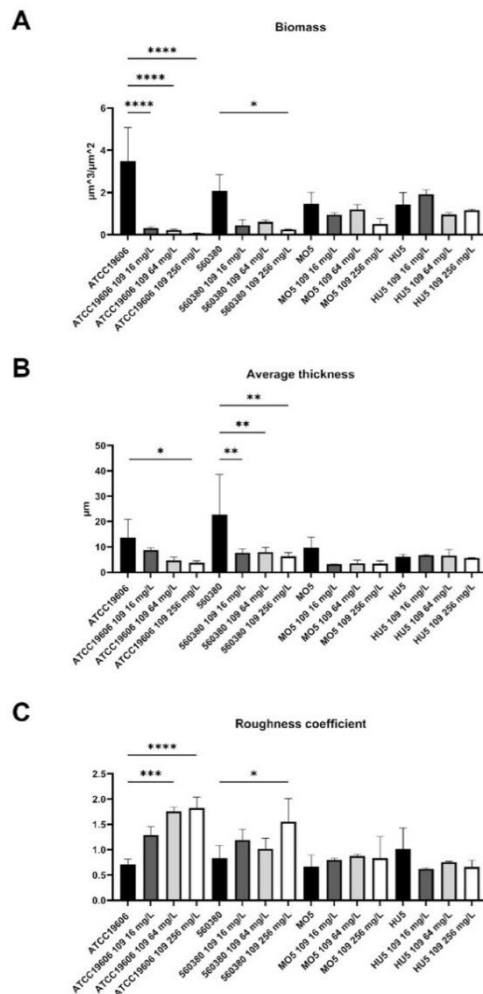 A
Biomass
****
****
****
*
µm^3/µm^2
6
4
2
0
ATCC19606
ATCC19606 109 16 mg/L
ATCC19606 109 64 mg/L
ATCC19606 109 256 mg/L
560380
560380 109 16 mg/L
560380 109 64 mg/L
560380 109 256 mg/L
MO5
MO5 109 16 mg/L
MO5 109 64 mg/L
MO5 109 256 mg/L
HU5
HU5 109 16 mg/L
HU5 109 64 mg/L
HU5 109 256 mg/L
B
Average thickness
**
**
*
**
µm
50
40
30
20
10
0
ATCC19606
ATCC19606 109 16 mg/L
ATCC19606 109 64 mg/L
ATCC19606 109 256 mg/L
560380
560380 109 16 mg/L
560380 109 64 mg/L
560380 109 256 mg/L
MO5
MO5 109 16 mg/L
MO5 109 64 mg/L
MO5 109 256 mg/L
HU5
HU5 109 16 mg/L
HU5 109 64 mg/L
HU5 109 256 mg/L
C
Roughness coefficient
****
***
*
2.5
2.0
1.5
1.0
0.5
0.0
ATCC19606
ATCC19606 109 16 mg/L
ATCC19606 109 64 mg/L
ATCC19606 109 256 mg/L
560380
560380 109 16 mg/L
560380 109 64 mg/L
560380 109 256 mg/L
MO5
MO5 109 16 mg/L
MO5 109 64 mg/L
MO5 109 256 mg/L
HU5
HU5 109 16 mg/L
HU5 109 64 mg/L
HU5 109 256 mg/L